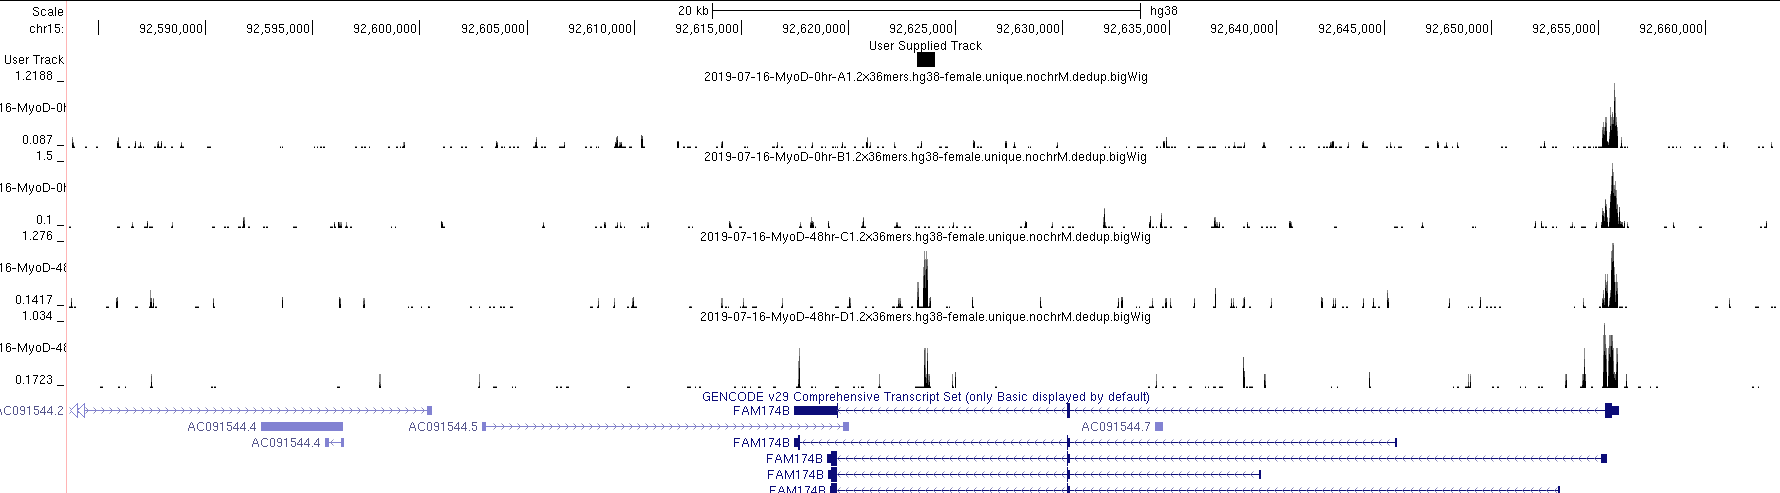 Scale 20 kb hg38
chr15: 92,590,000 92,595,000 92,600,000 92,605,000 92,610,000 92,615,000 92,620,000 92,625,000 92,630,000 92,635,000 92,640,000 92,645,000 92,650,000 92,655,000 92,660,000
User Supplied Track
User Track
1.2188 _ 2019-07-16-MyoD-0hr-A1.2x36mers.hg38-female.unique.nochrM.dedup.bigWig
16-MyoD-0h
0.087 _
1.5 _ 2019-07-16-MyoD-0hr-B1.2x36mers.hg38-female.unique.nochrM.dedup.bigWig
16-MyoD-0h
0.1 _
1.276 _ 2019-07-16-MyoD-48hr-C1.2x36mers.hg38-female.unique.nochrM.dedup.bigWig
16-MyoD-48
0.1417 _
1.034 _ 2019-07-16-MyoD-48hr-D1.2x36mers.hg38-female.unique.nochrM.dedup.bigWig
16-MyoD-48
0.1723 _
GENCODE v29 Comprehensive Transcript Set (only Basic displayed by default)
AC091544.2 FAM174B
AC091544.4 AC091544.5 AC091544.7
AC091544.4 FAM174B
FAM174B
FAM174B
FAM174B